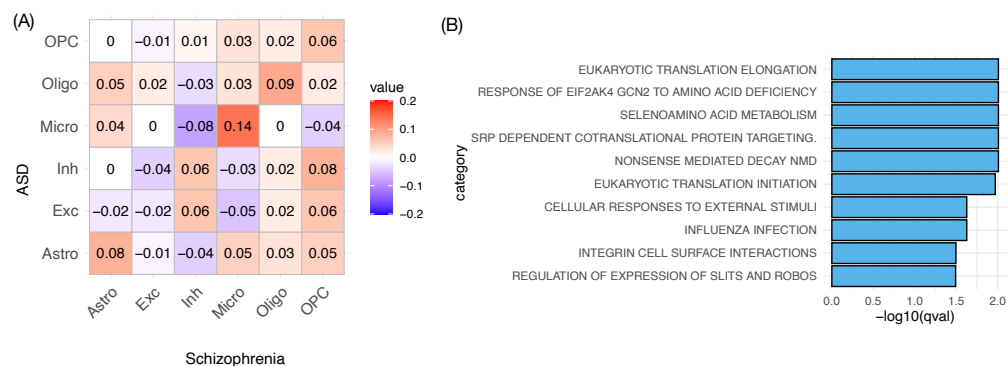 (A)
ASD
OPC 0 −0.01 0.01 0.03 0.02 0.06
Oligo 0.05 0.02 −0.03 0.03 0.09 0.02
Micro 0.04 0 −0.08 0.14 0 −0.04
Inh 0 −0.04 0.06 −0.03 0.02 0.08
Exc −0.02 −0.02 0.06 −0.05 0.02 0.06
Astro 0.08 −0.01 −0.04 0.05 0.03 0.05
Astro Exc Inh Micro Oligo OPC
Schizophrenia
value
0.2
0.1
0.0
−0.1
−0.2
(B)
category
EUKARYOTIC TRANSLATION ELONGATION
RESPONSE OF EIF2AK4 GCN2 TO AMINO ACID DEFICIENCY
SELENOAMINO ACID METABOLISM
SRP DEPENDENT COTRANSLATIONAL PROTEIN TARGETING.
NONSENSE MEDIATED DECAY NMD
EUKARYOTIC TRANSLATION INITIATION
CELLULAR RESPONSES TO EXTERNAL STIMULI
INFLUENZA INFECTION
INTEGRIN CELL SURFACE INTERACTIONS
REGULATION OF EXPRESSION OF SLITS AND ROBOS
0.0 0.5 1.0 1.5 2.0
−log10(qval)